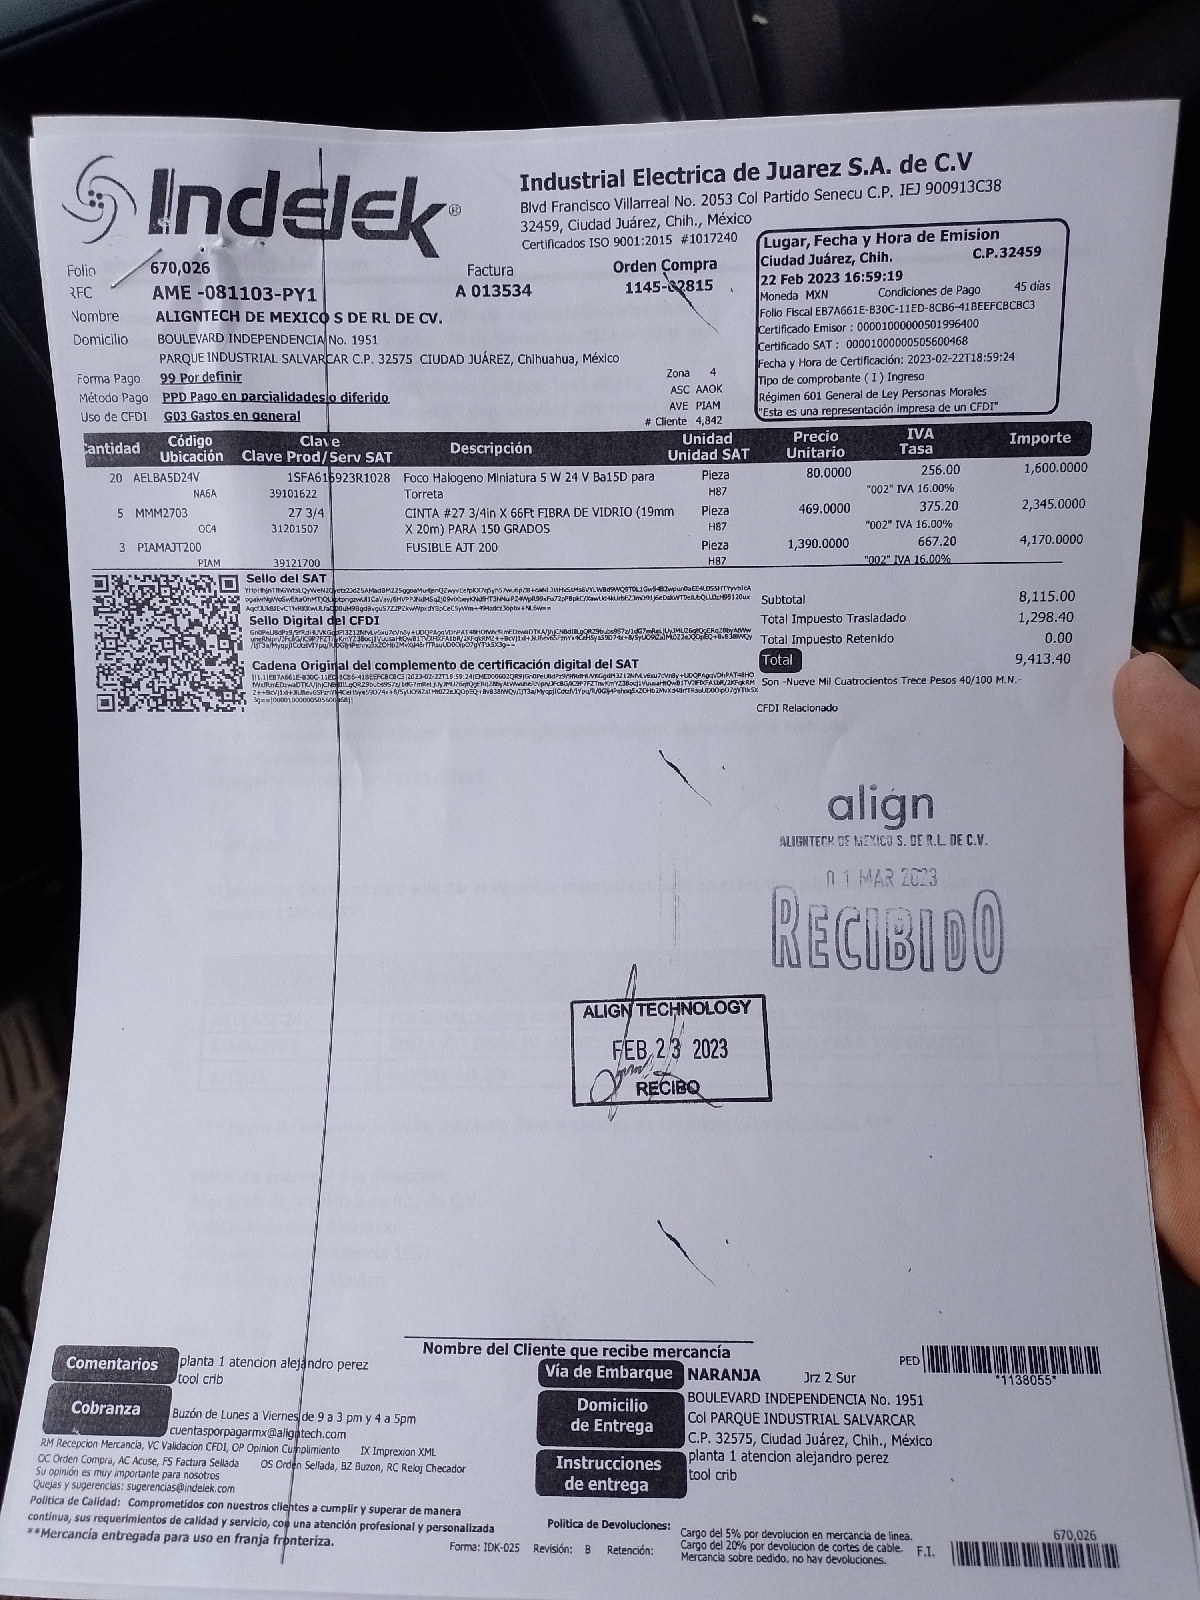 Indelek®
Industrial Electrica de Juarez S.A. de C.V
Blvd Francisco Villarreal No. 2053 Col Partido Senecu C.P. IEJ 900913C38
32459, Ciudad Juárez, Chih., México
Certificados ISO 9001:2015 #1017240
Lugar, Fecha y Hora de Emision
Ciudad Juárez, Chih. C.P.32459
22 Feb 2023 16:59:19
Moneda MXN Condiciones de Pago 45 días
Folio Fiscal EB7A661E-B30C-11ED-8CB6-41BEEFCBCBC3
Certificado Emisor : 00001000000501996400
Certificado SAT : 00001000000505600468
Fecha y Hora de Certificación: 2023-02-22T18:59:24
Tipo de comprobante ( I ) Ingreso
Régimen 601 General de Ley Personas Morales
"Esta es una representación impresa de un CFDI"
Folio 670,026 Factura Orden Compra
RFC AME -081103-PY1 A 013534 1145-02815
Nombre ALIGNTECH DE MEXICO S DE RL DE CV.
Domicilio BOULEVARD INDEPENDENCIA No. 1951
PARQUE INDUSTRIAL SALVARCAR C.P. 32575 CIUDAD JUÁREZ, Chihuahua, México
Forma Pago 99 Por definir Zona 4
Método Pago PPD Pago en parcialidades o diferido ASC AAOK
AVE PIAM
Uso de CFDI G03 Gastos en general # Cliente 4,842
Cantidad Código Ubicación Clave Clave Prod/Serv SAT Descripción Unidad Unidad SAT Precio Unitario IVA Tasa Importe
20 AELBA5D24V 1SFA616923R1028 Foco Halogeno Miniatura 5 W 24 V Ba15D para Pieza 80.0000 256.00 1,600.0000
NA6A 39101622 Torreta H87 "002" IVA 16.00%
5 MMM2703 27 3/4 CINTA #27 3/4in X 66Ft FIBRA DE VIDRIO (19mm Pieza 469.0000 375.20 2,345.0000
OC4 31201507 X 20m) PARA 150 GRADOS H87 "002" IVA 16.00%
3 PIAMAJT200 FUSIBLE AJT 200 Pieza 1,390.0000 667.20 4,170.0000
PIAM 39121700 H87 "002" IVA 16.00%
Sello del SAT
Sello Digital del CFDI
Cadena Original del complemento de certificación digital del SAT
Subtotal 8,115.00
Total Impuesto Trasladado 1,298.40
Total Impuesto Retenido 0.00
Total 9,413.40
Son -Nueve Mil Cuatrocientos Trece Pesos 40/100 M.N.-
CFDI Relacionado
align
ALIGNTECH DE MEXICO S. DE R.L. DE C.V.
01 MAR 2023
RECIBIDO
ALIGN TECHNOLOGY
FEB 23 2023
RECIBO
Nombre del Cliente que recibe mercancía
Comentarios planta 1 atencion alejandro perez
tool crib
Cobranza Buzón de Lunes a Viernes de 9 a 3 pm y 4 a 5pm
cuentasporpagarmx@aligntech.com
RM Recepcion Mercancia, VC Validacion CFDI, OP Opinion Cumplimiento IX Imprexion XML
OC Orden Compra, AC Acuse, FS Factura Sellada OS Orden Sellada, BZ Buzon, RC Reloj Checador
Su opinión es muy importante para nosotros
Quejas y sugerencias: sugerencias@indelek.com
Politica de Calidad: Comprometidos con nuestros clientes a cumplir y superar de manera
continua, sus requerimientos de calidad y servicio, con una atención profesional y personalizada
**Mercancía entregada para uso en franja fronteriza.
Vía de Embarque NARANJA Jrz 2 Sur
PED *1138055*
Domicilio de Entrega BOULEVARD INDEPENDENCIA No. 1951
Col PARQUE INDUSTRIAL SALVARCAR
C.P. 32575, Ciudad Juárez, Chih., México
Instrucciones de entrega planta 1 atencion alejandro perez
tool crib
Politica de Devoluciones: Cargo del 5% por devolucion en mercancia de linea.
Cargo del 20% por devolucion de cortes de cable.
Mercancia sobre pedido, no hay devoluciones.
Forma: IDK-025 Revisión: B Retención:
F.I. 670,026